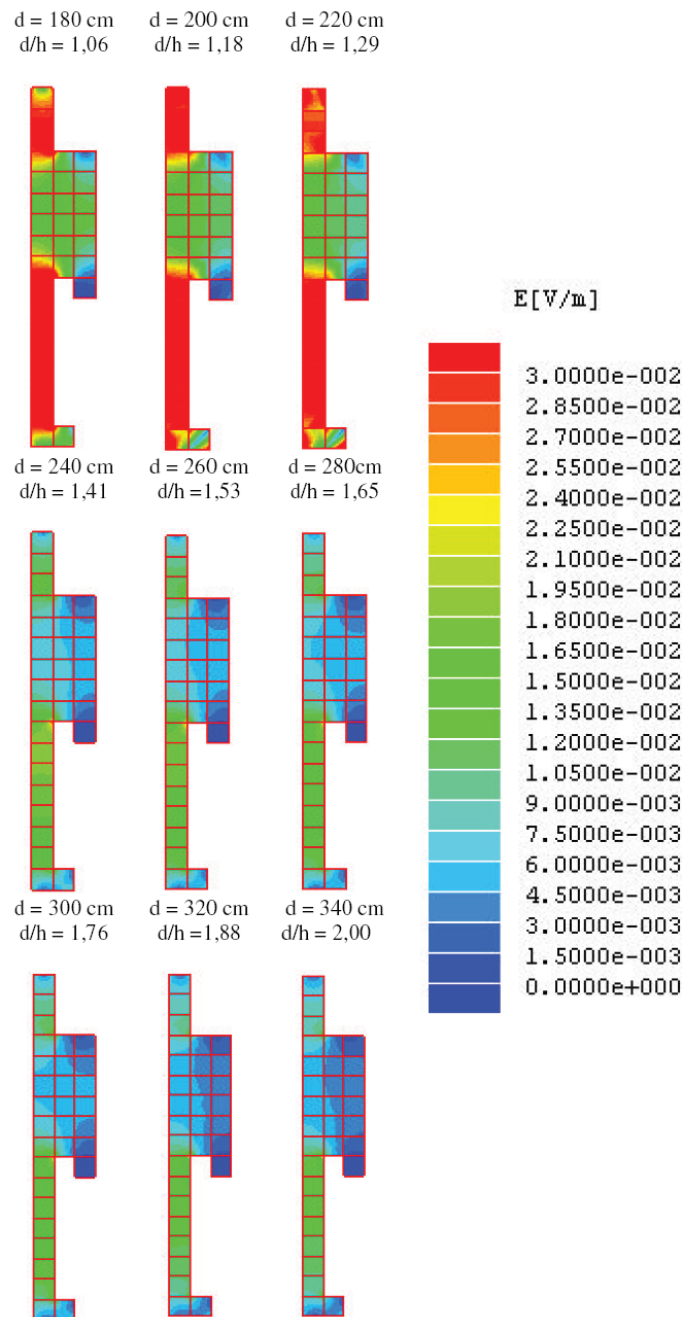 d = 180 cm
d/h = 1,06
d = 200 cm
d/h = 1,18
d = 220 cm
d/h = 1,29
d = 240 cm
d/h = 1,41
d = 260 cm
d/h =1,53
d = 280cm
d/h = 1,65
d = 300 cm
d/h = 1,76
d = 320 cm
d/h =1,88
d = 340 cm
d/h = 2,00
E[V/m]
3.0000e-002
2.8500e-002
2.7000e-002
2.5500e-002
2.4000e-002
2.2500e-002
2.1000e-002
1.9500e-002
1.8000e-002
1.6500e-002
1.5000e-002
1.3500e-002
1.2000e-002
1.0500e-002
9.0000e-003
7.5000e-003
6.0000e-003
4.5000e-003
3.0000e-003
1.5000e-003
0.0000e+000